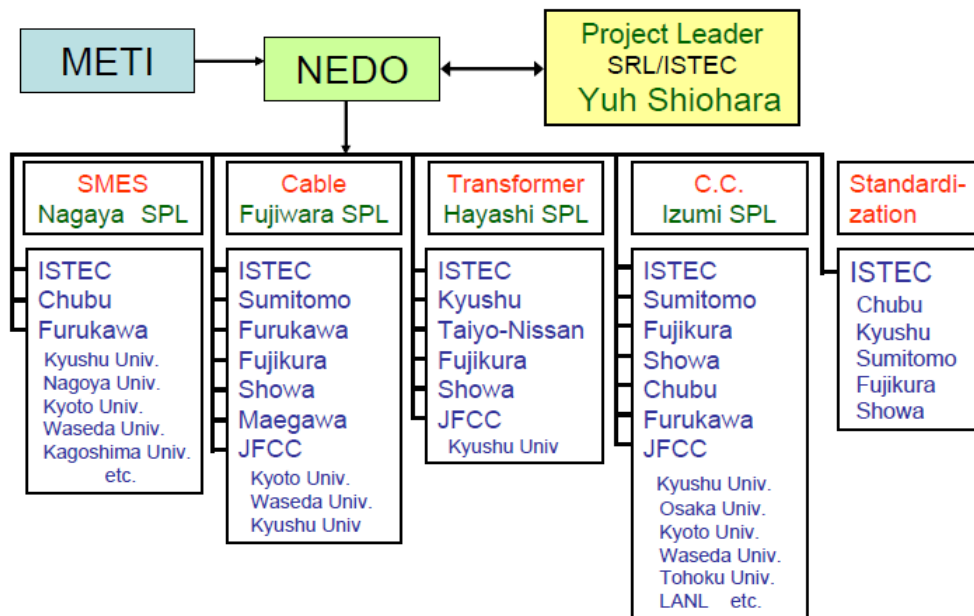 METI
NEDO
Project Leader
SRL/ISTEC
Yuh Shiohara
SMES
Nagaya SPL
ISTEC
Chubu
Furukawa
Kyushu Univ.
Nagoya Univ.
Kyoto Univ.
Waseda Univ.
Kagoshima Univ.
etc.
Cable
Fujiwara SPL
ISTEC
Sumitomo
Furukawa
Fujikura
Showa
Maegawa
JFCC
Kyoto Univ.
Waseda Univ.
Kyushu Univ
Transformer
Hayashi SPL
ISTEC
Kyushu
Taiyo-Nissan
Fujikura
Showa
JFCC
Kyushu Univ
C.C.
Izumi SPL
ISTEC
Sumitomo
Fujikura
Showa
Chubu
Furukawa
JFCC
Kyushu Univ.
Osaka Univ.
Kyoto Univ.
Waseda Univ.
Tohoku Univ.
LANL etc.
Standardi-
zation
ISTEC
Chubu
Kyushu
Sumitomo
Fujikura
Showa